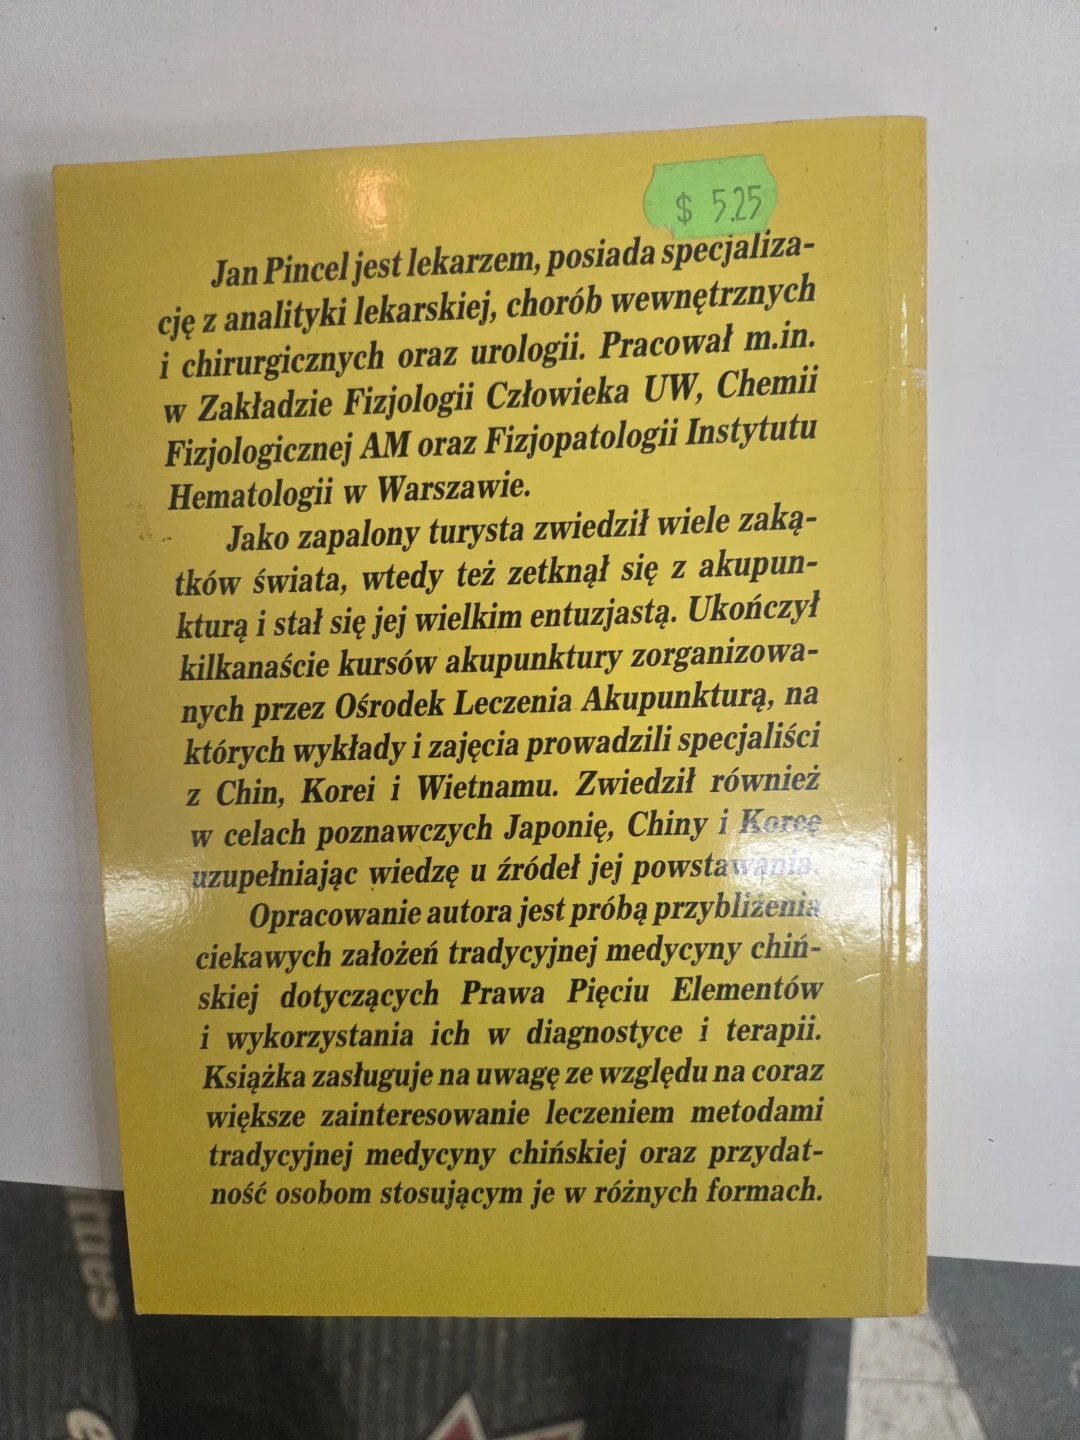 $ 5.25
Jan Pincel jest lekarzem, posiada specjaliza-
cję z analityki lekarskiej, chorób wewnętrznych
i chirurgicznych oraz urologii. Pracował m.in.
w Zakładzie Fizjologii Człowieka UW, Chemii
Fizjologicznej AM oraz Fizjopatologii Instytutu
Hematologii w Warszawie.
Jako zapalony turysta zwiedził wiele zaką-
tków świata, wtedy też zetknął się z akupun-
kturą i stał się jej wielkim entuzjastą. Ukończył
kilkanaście kursów akupunktury zorganizowa-
nych przez Ośrodek Leczenia Akupunkturą, na
których wykłady i zajęcia prowadzili specjaliści
z Chin, Korei i Wietnamu. Zwiedził również
w celach poznawczych Japonię, Chiny i Koreę
uzupełniając wiedzę u źródeł jej powstawania.
Opracowanie autora jest próbą przybliżenia
ciekawych założeń tradycyjnej medycyny chiń-
skiej dotyczących Prawa Pięciu Elementów
i wykorzystania ich w diagnostyce i terapii.
Książka zasługuje na uwagę ze względu na coraz
większe zainteresowanie leczeniem metodami
tradycyjnej medycyny chińskiej oraz przydat-
ność osobom stosującym je w różnych formach.